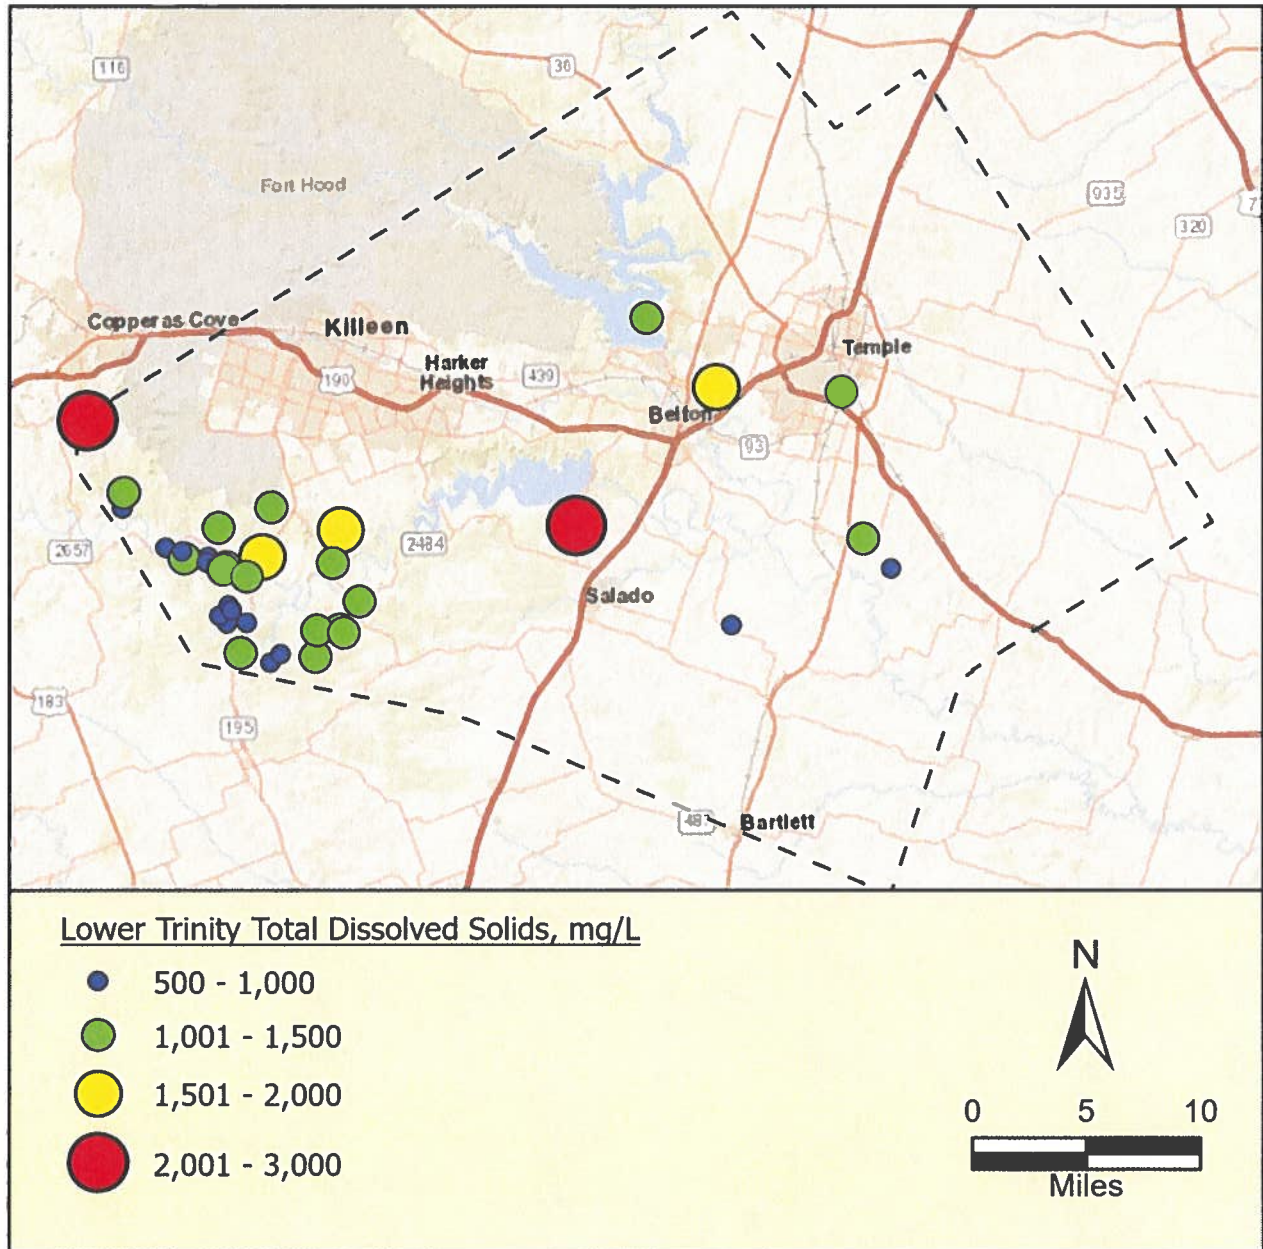 116
36
Fort Hood
935
7
320
Copperas Cove
Killeen
Temple
Harker
Heights
190
439
Belton
93
2657
2484
Salado
183
195
Bartlett
Lower Trinity Total Dissolved Solids, mg/L
500 - 1,000
1,001 - 1,500
1,501 - 2,000
2,001 - 3,000
N
0 5 10
Miles